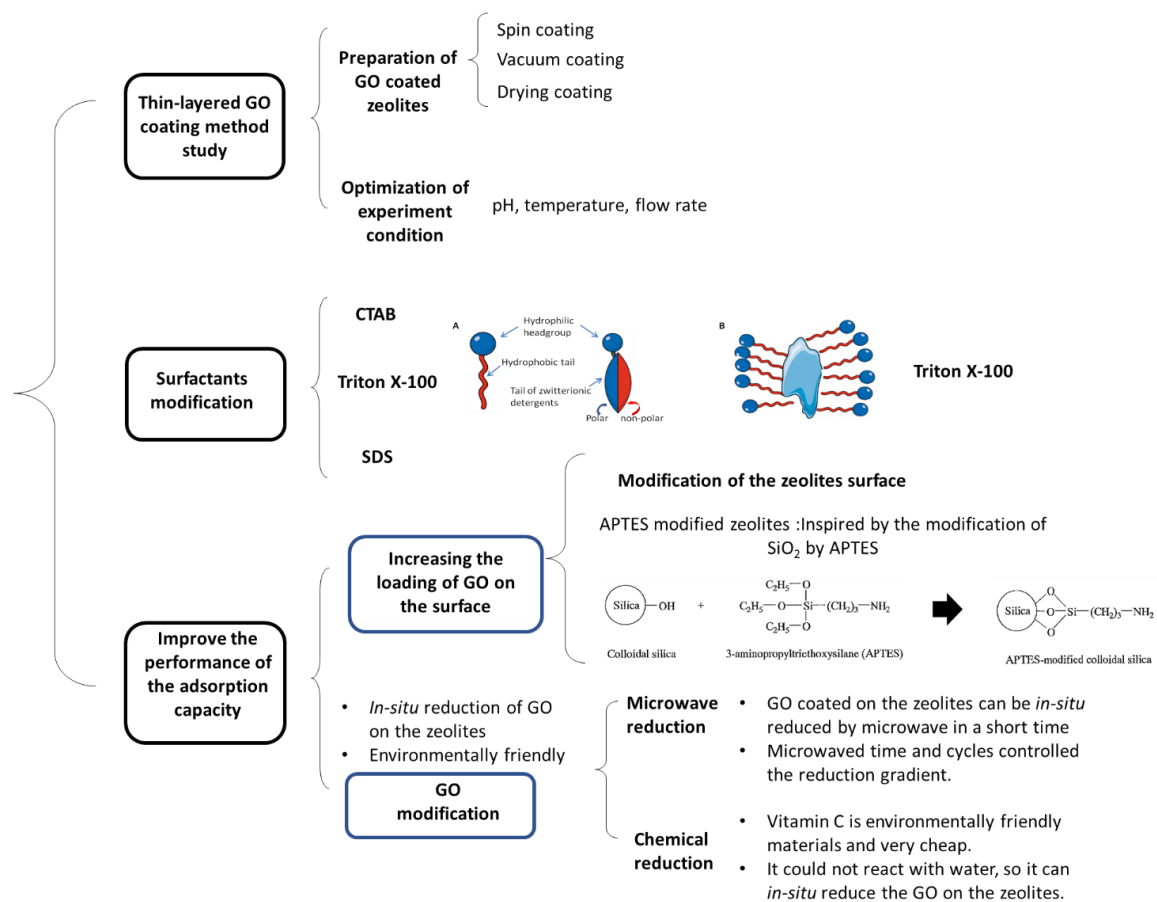 Thin-layered GO
coating method
study
Preparation of
GO coated
zeolites
Spin coating
Vacuum coating
Drying coating
Optimization of
experiment
condition
pH, temperature, flow rate
Surfactants
modification
CTAB
Triton X-100
SDS
A
Hydrophilic
headgroup
Hydrophobic tail
Tail of zwitterionic
detergents
Polar
non-polar
B
Triton X-100
Improve the
performance of
the adsorption
capacity
Increasing the
loading of GO on
the surface
Modification of the zeolites surface
APTES modified zeolites :Inspired by the modification of
SiO₂ by APTES
Silica—OH
+
C₂H₅—O
C₂H₅—O—Si—(CH₂)₃—NH₂
C₂H₅—O
Colloidal silica
3-aminopropyltriethoxysilane (APTES)
O
Silica—O—Si—(CH₂)₃—NH₂
O
APTES-modified colloidal silica
• In-situ reduction of GO
on the zeolites
• Environmentally friendly
GO
modification
Microwave
reduction
• GO coated on the zeolites can be in-situ
reduced by microwave in a short time
• Microwaved time and cycles controlled
the reduction gradient.
Chemical
reduction
• Vitamin C is environmentally friendly
materials and very cheap.
• It could not react with water, so it can
in-situ reduce the GO on the zeolites.